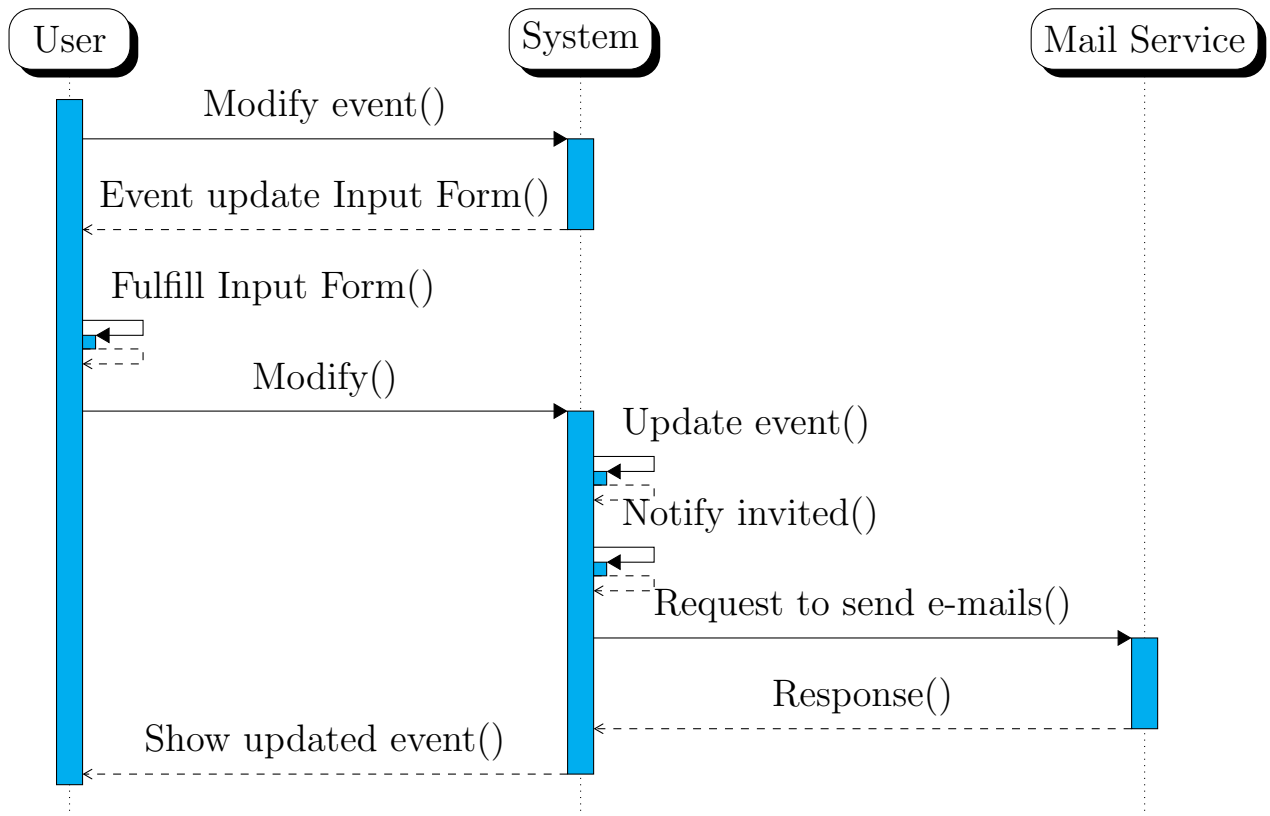 User
System
Mail Service
Modify event()
Event update Input Form()
Fulfill Input Form()
Modify()
Update event()
Notify invited()
Request to send e-mails()
Response()
Show updated event()